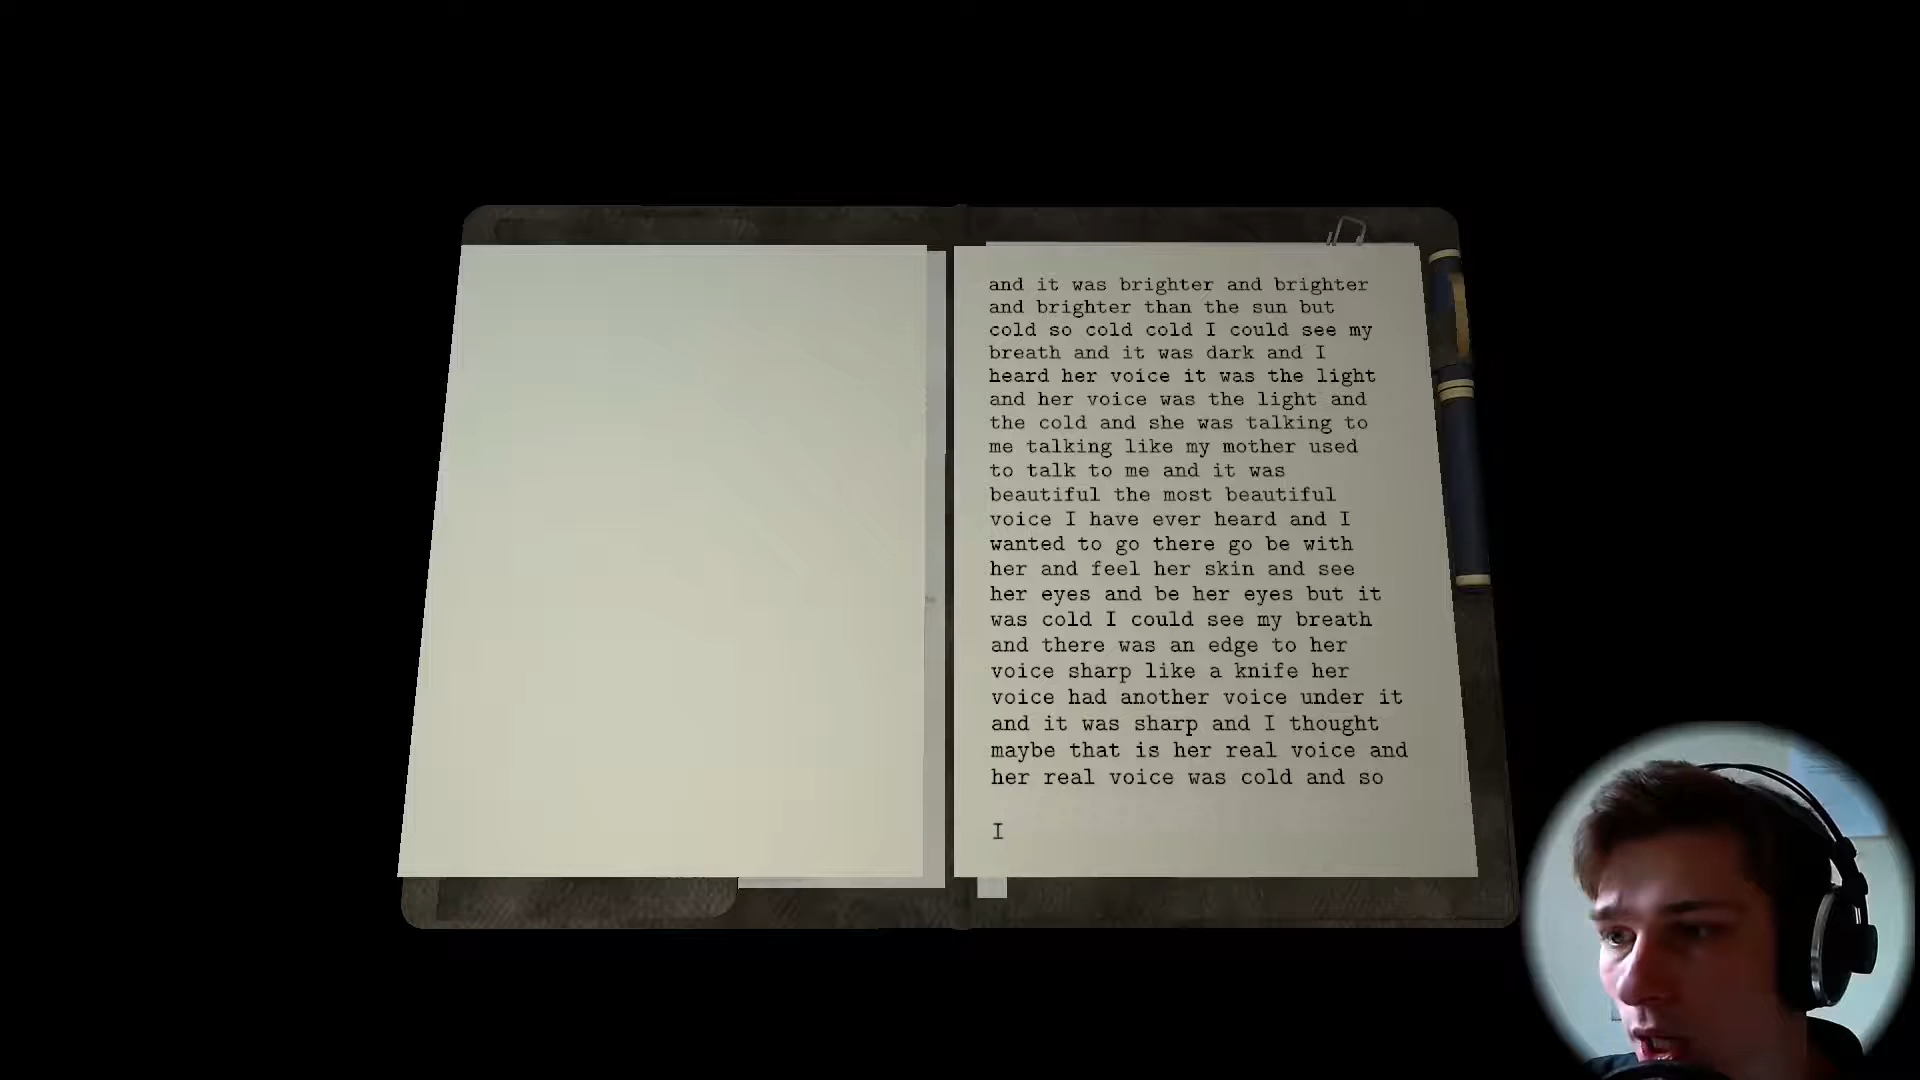 and it was brighter and brighter
and brighter than the sun but
cold so cold cold I could see my
breath and it was dark and I
heard her voice it was the light
and her voice was the light and
the cold and she was talking to
me talking like my mother used
to talk to me and it was
beautiful the most beautiful
voice I have ever heard and I
wanted to go there go be with
her and feel her skin and see
her eyes and be her eyes but it
was cold I could see my breath
and there was an edge to her
voice sharp like a knife her
voice had another voice under it
and it was sharp and I thought
maybe that is her real voice and
her real voice was cold and so
I